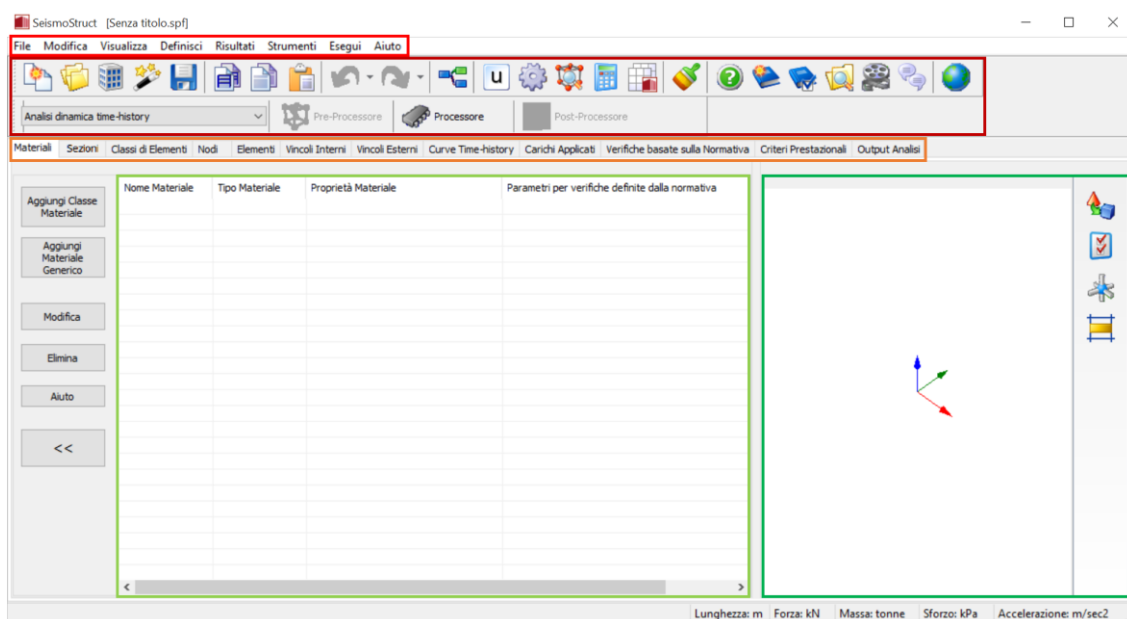 SeismoStruct [Senza titolo.spf]
File Modifica Visualizza Definisci Risultati Strumenti Esegui Aiuto
u
Analisi dinamica time-history Pre-Processore Processore Post-Processore
Materiali Sezioni Classi di Elementi Nodi Elementi Vincoli Interni Vincoli Esterni Curve Time-history Carichi Applicati Verifiche basate sulla Normativa Criteri Prestazionali Output Analisi
Nome Materiale Tipo Materiale Proprietà Materiale Parametri per verifiche definite dalla normativa
Aggiungi Classe
Materiale
Aggiungi
Materiale
Generico
Modifica
Elimina
Aiuto
<<
Lunghezza: m Forza: kN Massa: tonne Sforzo: kPa Accelerazione: m/sec2